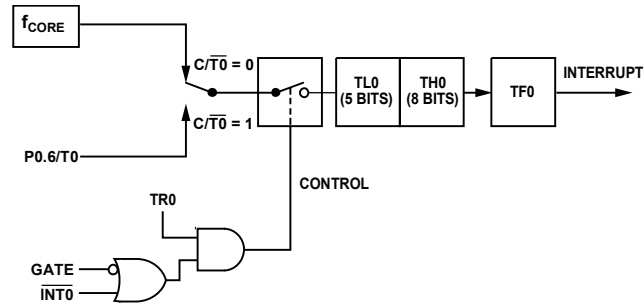 fCORE
C/T0 = 0
C/T0 = 1
P0.6/T0
TL0
(5 BITS)
TH0
(8 BITS)
TF0
INTERRUPT
CONTROL
TR0
GATE
INT0